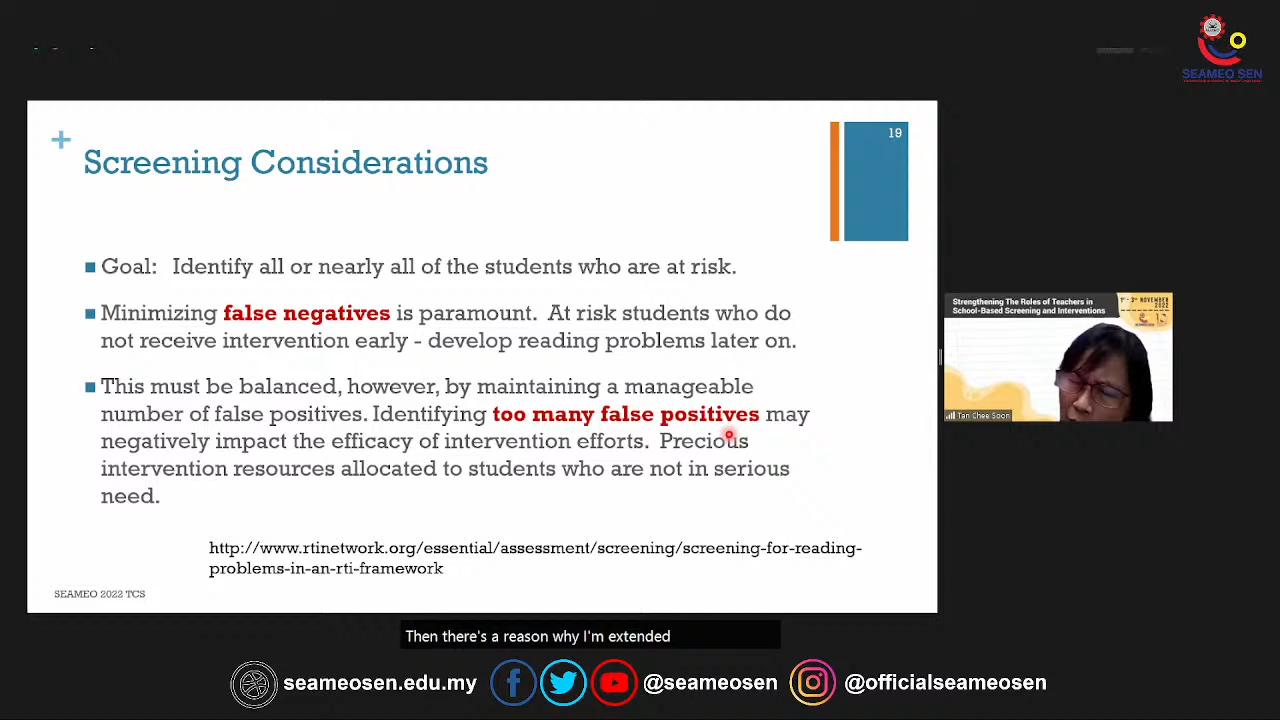 SEAMEO SEN
+
19
Screening Considerations
Goal: Identify all or nearly all of the students who are at risk.
Minimizing false negatives is paramount. At risk students who do
not receive intervention early - develop reading problems later on.
This must be balanced, however, by maintaining a manageable
number of false positives. Identifying too many false positives may
negatively impact the efficacy of intervention efforts. Precious
intervention resources allocated to students who are not in serious
need.
http://www.rtinetwork.org/essential/assessment/screening/screening-for-reading-
problems-in-an-rti-framework
SEAMEO 2022 TCS
Strengthening The Roles of Teachers in
School-Based Screening and Interventions
1st - 3rd NOVEMBER
2022
Tan Chee Soon
Then there's a reason why I'm extended
seameosen.edu.my
@seameosen
@officialseameosen